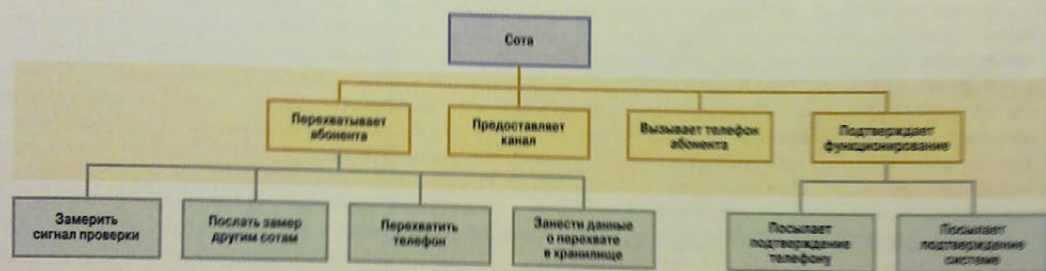 Сота
Перехватывает
абонента
Предоставляет
канал
Вызывает телефон
абонента
Подтверждает
функционирование
Замерить
сигнал проверки
Послать замер
другим сотам
Перехватить
телефон
Занести данные
о перехвате
в хранилище
Посылает
подтверждение
телефону
Посылает
подтверждение
системе